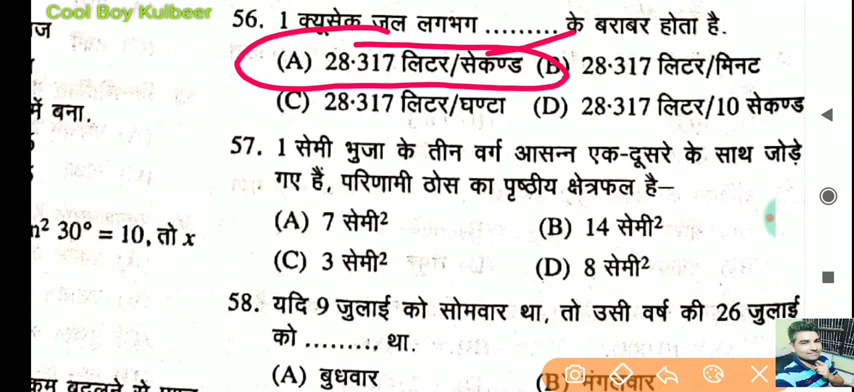 Cool Boy Kulbeer
ज
में बना.
n² 30° = 10, तो x
56. 1 क्यूसेक जल लगभग ......... के बराबर होता है.
(A) 28·317 लिटर/सेकण्ड (B) 28·317 लिटर/मिनट
(C) 28·317 लिटर/घण्टा (D) 28·317 लिटर/10 सेकण्ड
57. 1 सेमी भुजा के तीन वर्ग आसन्न एक-दूसरे के साथ जोड़े
गए हैं, परिणामी ठोस का पृष्ठीय क्षेत्रफल है—
(A) 7 सेमी² (B) 14 सेमी²
(C) 3 सेमी² (D) 8 सेमी²
58. यदि 9 जुलाई को सोमवार था, तो उसी वर्ष की 26 जुलाई
को ........, था.
(A) बुधवार (B) मंगलवार